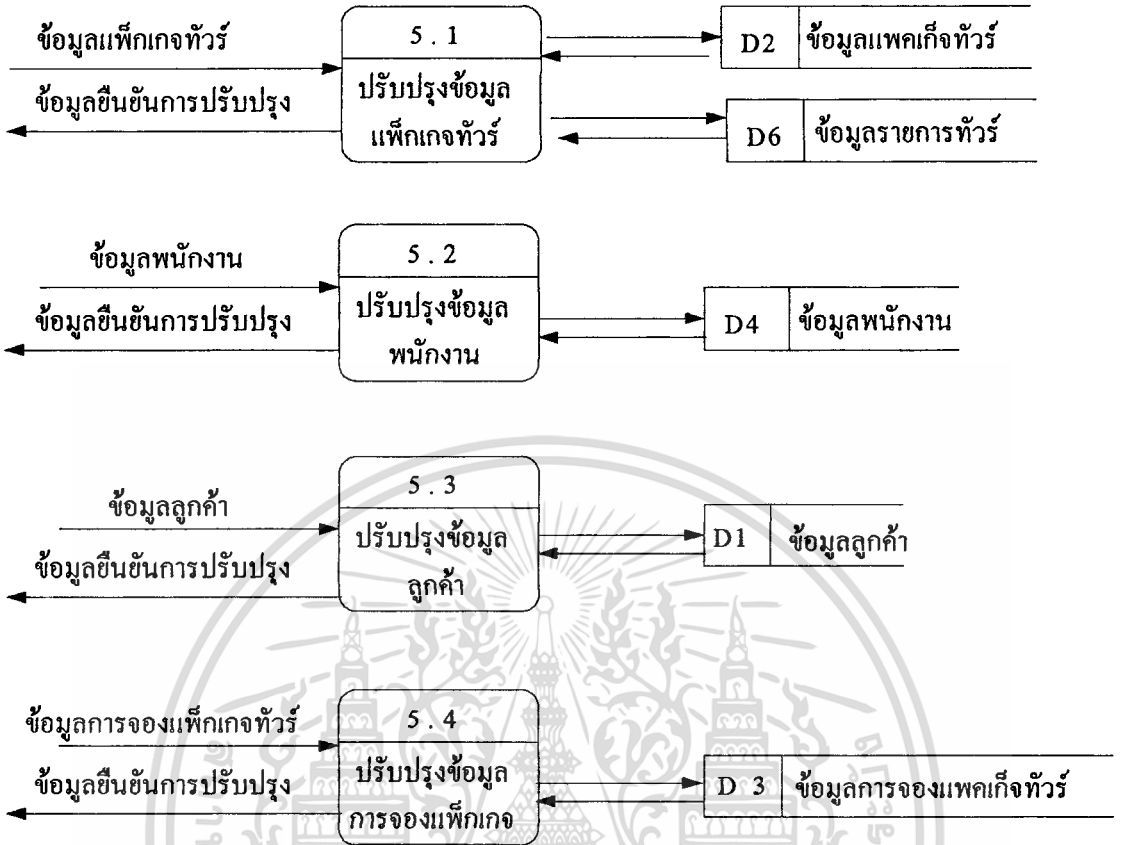 ข้อมูลแพ็กเกจทัวร์
ข้อมูลยืนยันการปรับปรุง
5 . 1
ปรับปรุงข้อมูล
แพ็กเกจทัวร์
D2 ข้อมูลแพคเก็จทัวร์
D6 ข้อมูลรายการทัวร์
ข้อมูลพนักงาน
ข้อมูลยืนยันการปรับปรุง
5 . 2
ปรับปรุงข้อมูล
พนักงาน
D4 ข้อมูลพนักงาน
ข้อมูลลูกค้า
ข้อมูลยืนยันการปรับปรุง
5 . 3
ปรับปรุงข้อมูล
ลูกค้า
D1 ข้อมูลลูกค้า
ข้อมูลการจองแพ็กเกจทัวร์
ข้อมูลยืนยันการปรับปรุง
5 . 4
ปรับปรุงข้อมูล
การจองแพ็กเกจ
D 3 ข้อมูลการจองแพคเก็จทัวร์